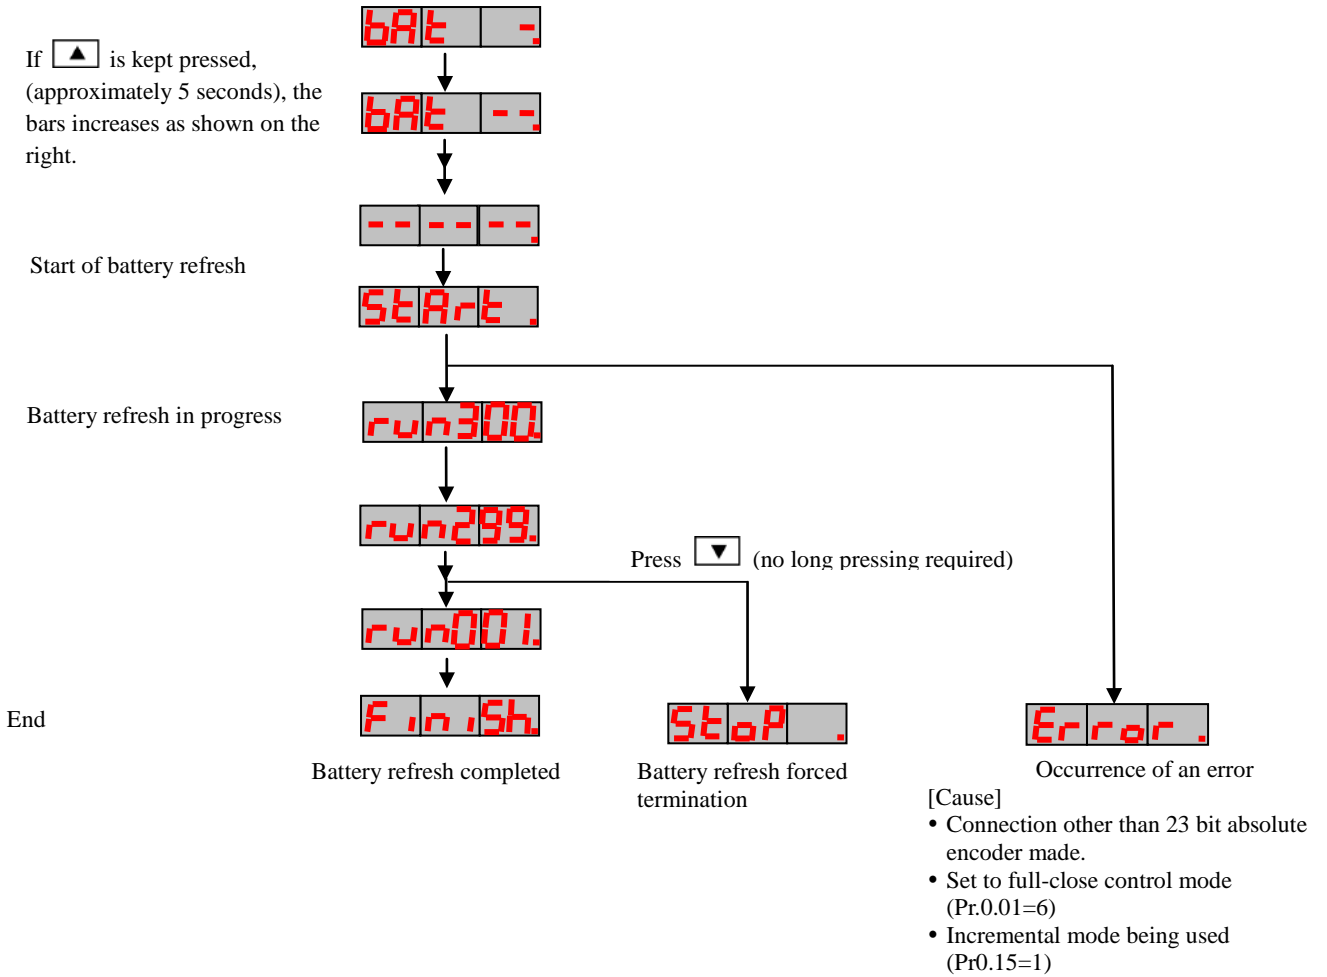 bAt -.
If ▲ is kept pressed,
(approximately 5 seconds), the
bars increases as shown on the
right.
bAt --.
------.
Start of battery refresh
StArt .
Battery refresh in progress
run300.
run299.
Press ▼ (no long pressing required)
run001.
End
FiniSh.
StoP .
Error .
Battery refresh completed
Battery refresh forced
termination
Occurrence of an error
[Cause]
• Connection other than 23 bit absolute
encoder made.
• Set to full-close control mode
(Pr.0.01=6)
• Incremental mode being used
(Pr0.15=1)